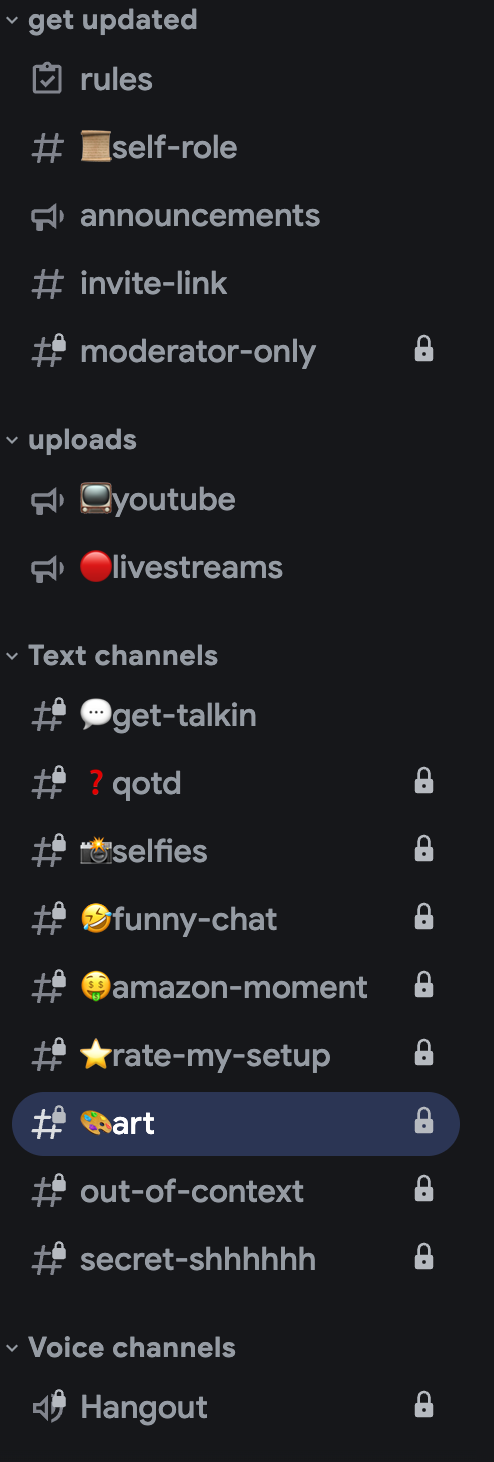 get updated
rules
📜self-role
announcements
invite-link
moderator-only
uploads
📺youtube
🔴livestreams
Text channels
💬get-talkin
❓qotd
📸selfies
🤣funny-chat
🤑amazon-moment
⭐rate-my-setup
🎨art
out-of-context
secret-shhhhhh
Voice channels
Hangout